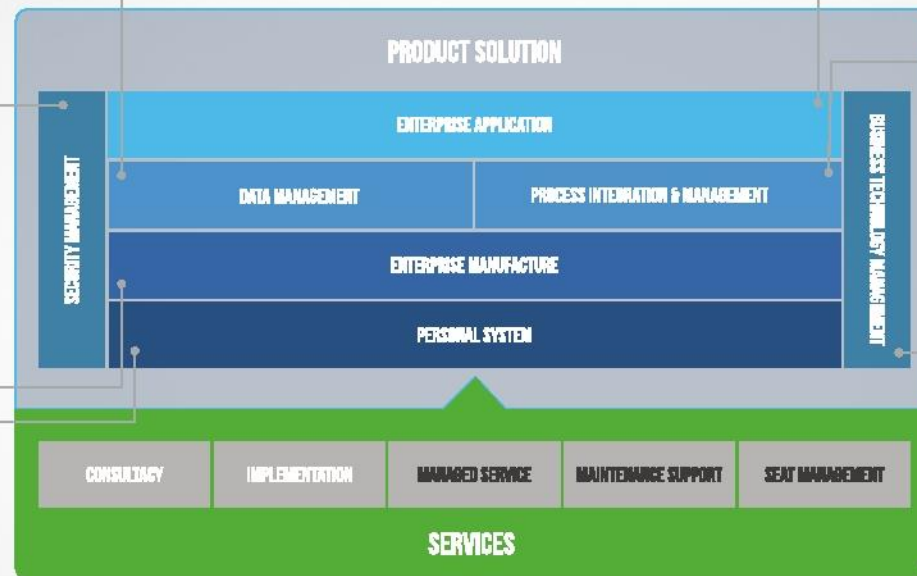 PRODUCT SOLUTION
SECURITY MANAGEMENT
ENTERPRISE APPLICATION
DATA MANAGEMENT
PROCESS INTEGRATION & MANAGEMENT
ENTERPRISE MANUFACTURE
PERSONAL SYSTEM
BUSINESS TECHNOLOGY MANAGEMENT
CONSULTACY
IMPLEMENTATION
MANAGED SERVICE
MAINTENANCE SUPPORT
SEAT MANAGEMENT
SERVICES